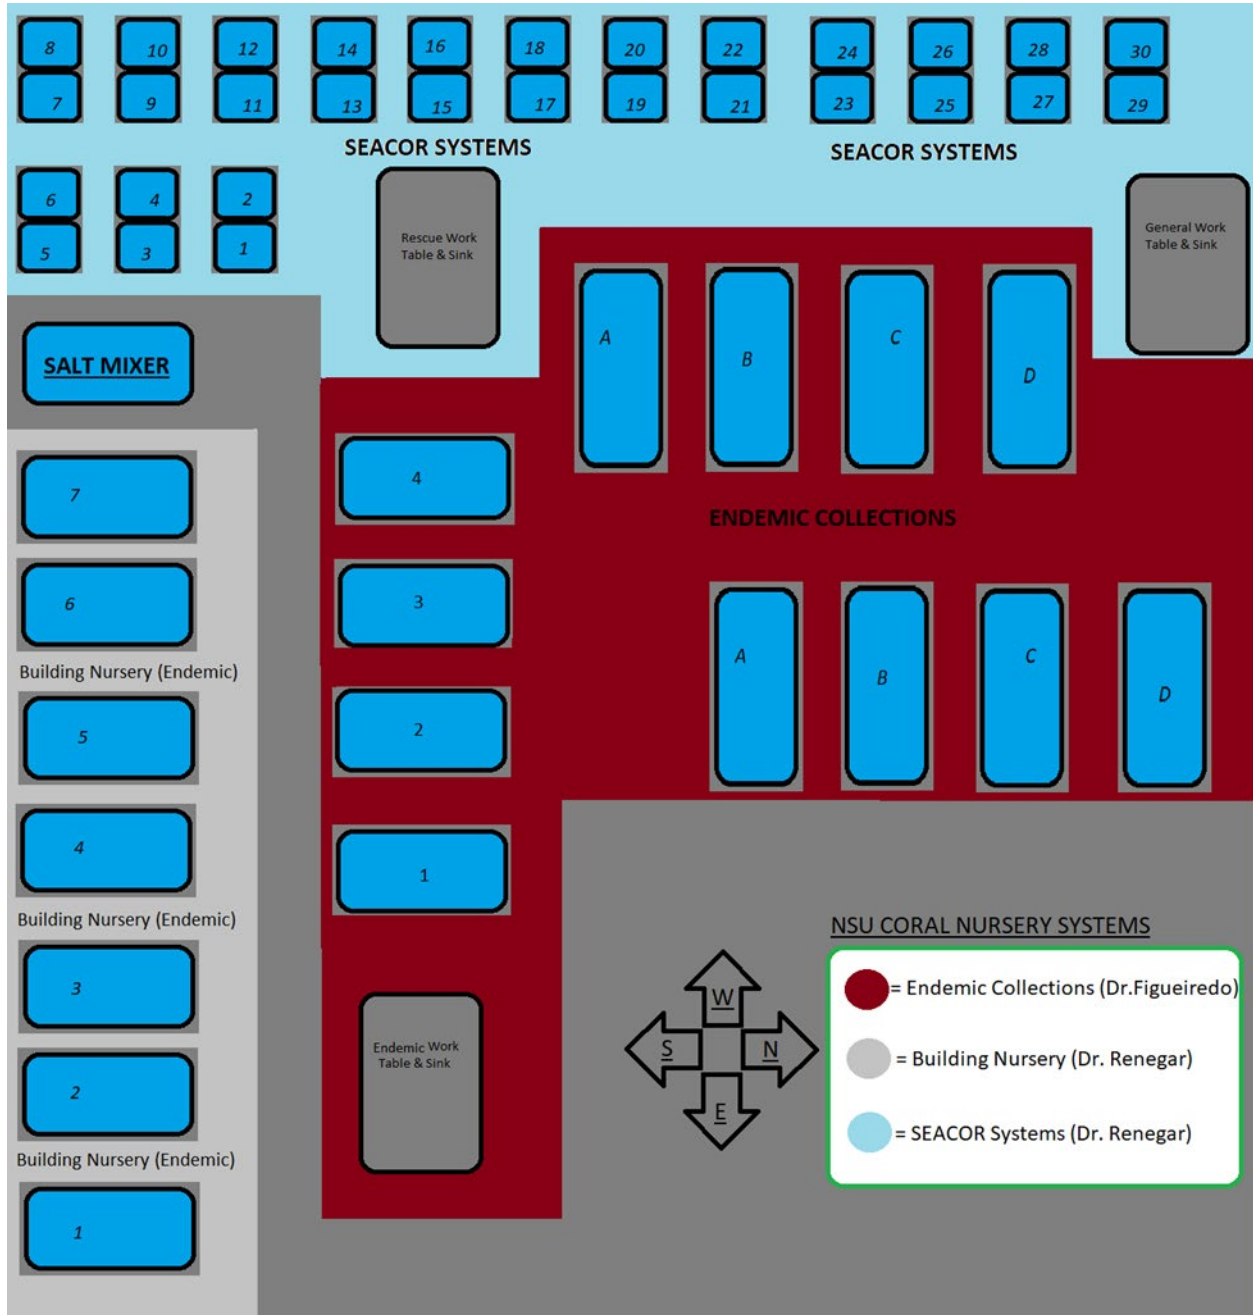 8 10 12 14 16 18 20 22 24 26 28 30
7 9 11 13 15 17 19 21 23 25 27 29
SEACOR SYSTEMS
SEACOR SYSTEMS
6 4 2
5 3 1
Rescue Work
Table & Sink
General Work
Table & Sink
SALT MIXER
A
B
C
D
ENDEMIC COLLECTIONS
A
B
C
D
4
3
2
1
Endemic Work
Table & Sink
7
6
Building Nursery (Endemic)
5
4
Building Nursery (Endemic)
3
2
Building Nursery (Endemic)
1
W
S
N
E
NSU CORAL NURSERY SYSTEMS
= Endemic Collections (Dr.Figueiredo)
= Building Nursery (Dr. Renegar)
= SEACOR Systems (Dr. Renegar)